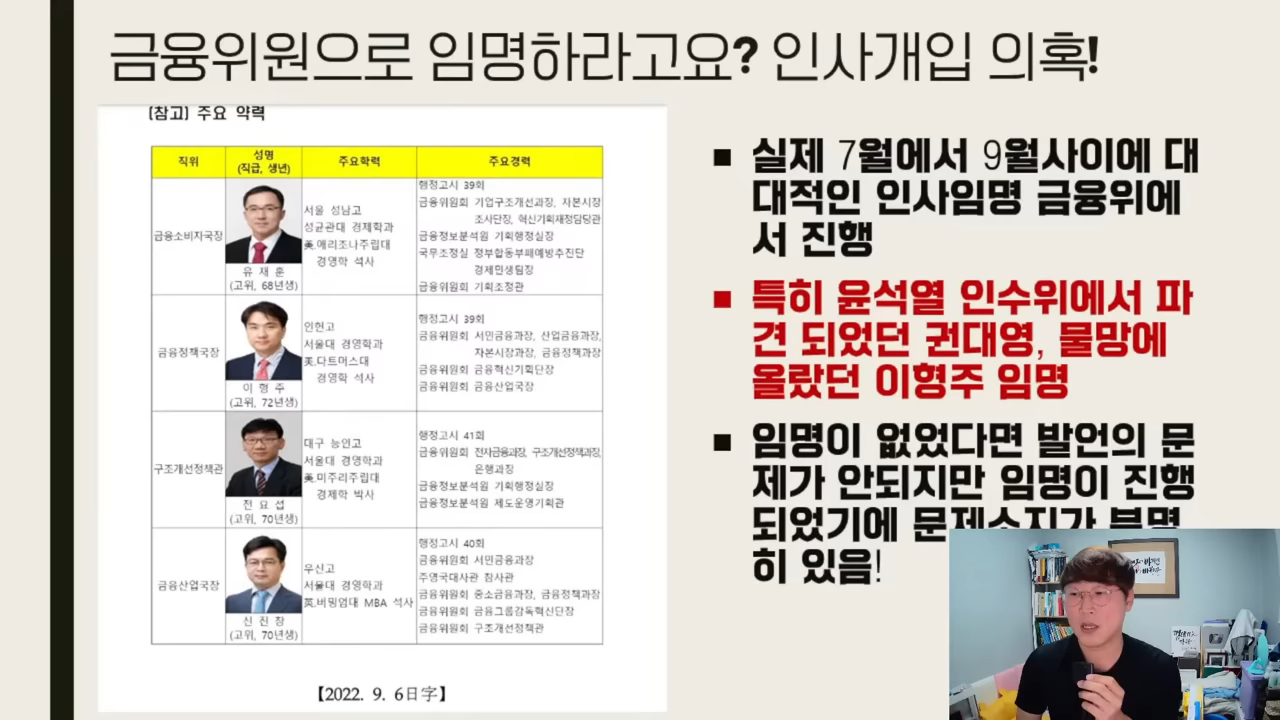 금융위원으로 임명하라고요? 인사개입 의혹!
(참고) 주요 약력
직위
성명
(직급, 생년)
주요학력
주요경력
금융소비자국장
유 재 훈
(고위, 68년생)
서울 성남고
성균관대 경제학과
美.애리조나주립대
경영학 석사
행정고시 39회
금융위원회 기업구조개선과장, 자본시장
조사단장, 혁신기획재정담당관
금융정보분석원 기획행정실장
국무조정실 정부합동부패예방추진단
경제민생팀장
금융위원회 기획조정관
금융정책국장
이 형 주
(고위, 72년생)
인헌고
서울대 경영학과
美.다트머스대
경영학 석사
행정고시 39회
금융위원회 서민금융과장, 산업금융과장,
자본시장과장, 금융정책과장
금융위원회 금융혁신기획단장
금융위원회 금융산업국장
구조개선정책관
전 요 섭
(고위, 70년생)
대구 능인고
서울대 경영학과
美.미주리주립대
경제학 박사
행정고시 41회
금융위원회 전자금융과장, 구조개선정책과장,
은행과장
금융정보분석원 기획행정실장
금융정보분석원 제도운영기획관
금융산업국장
신 진 창
(고위, 70년생)
우신고
서울대 경영학과
英.버밍엄대 MBA 석사
행정고시 40회
금융위원회 서민금융과장
주영국대사관 참사관
금융위원회 중소금융과장, 금융정책과장
금융위원회 금융그룹감독혁신단장
금융위원회 구조개선정책관
【2022. 9. 6日字】
■ 실제 7월에서 9월사이에 대
대적인 인사임명 금융위에
서 진행
■ 특히 윤석열 인수위에서 파
견 되었던 권대영, 물망에
올랐던 이형주 임명
■ 임명이 없었다면 발언의 문
제가 안되지만 임명이 진행
되었기에 문제소지가 분명
히 있음!